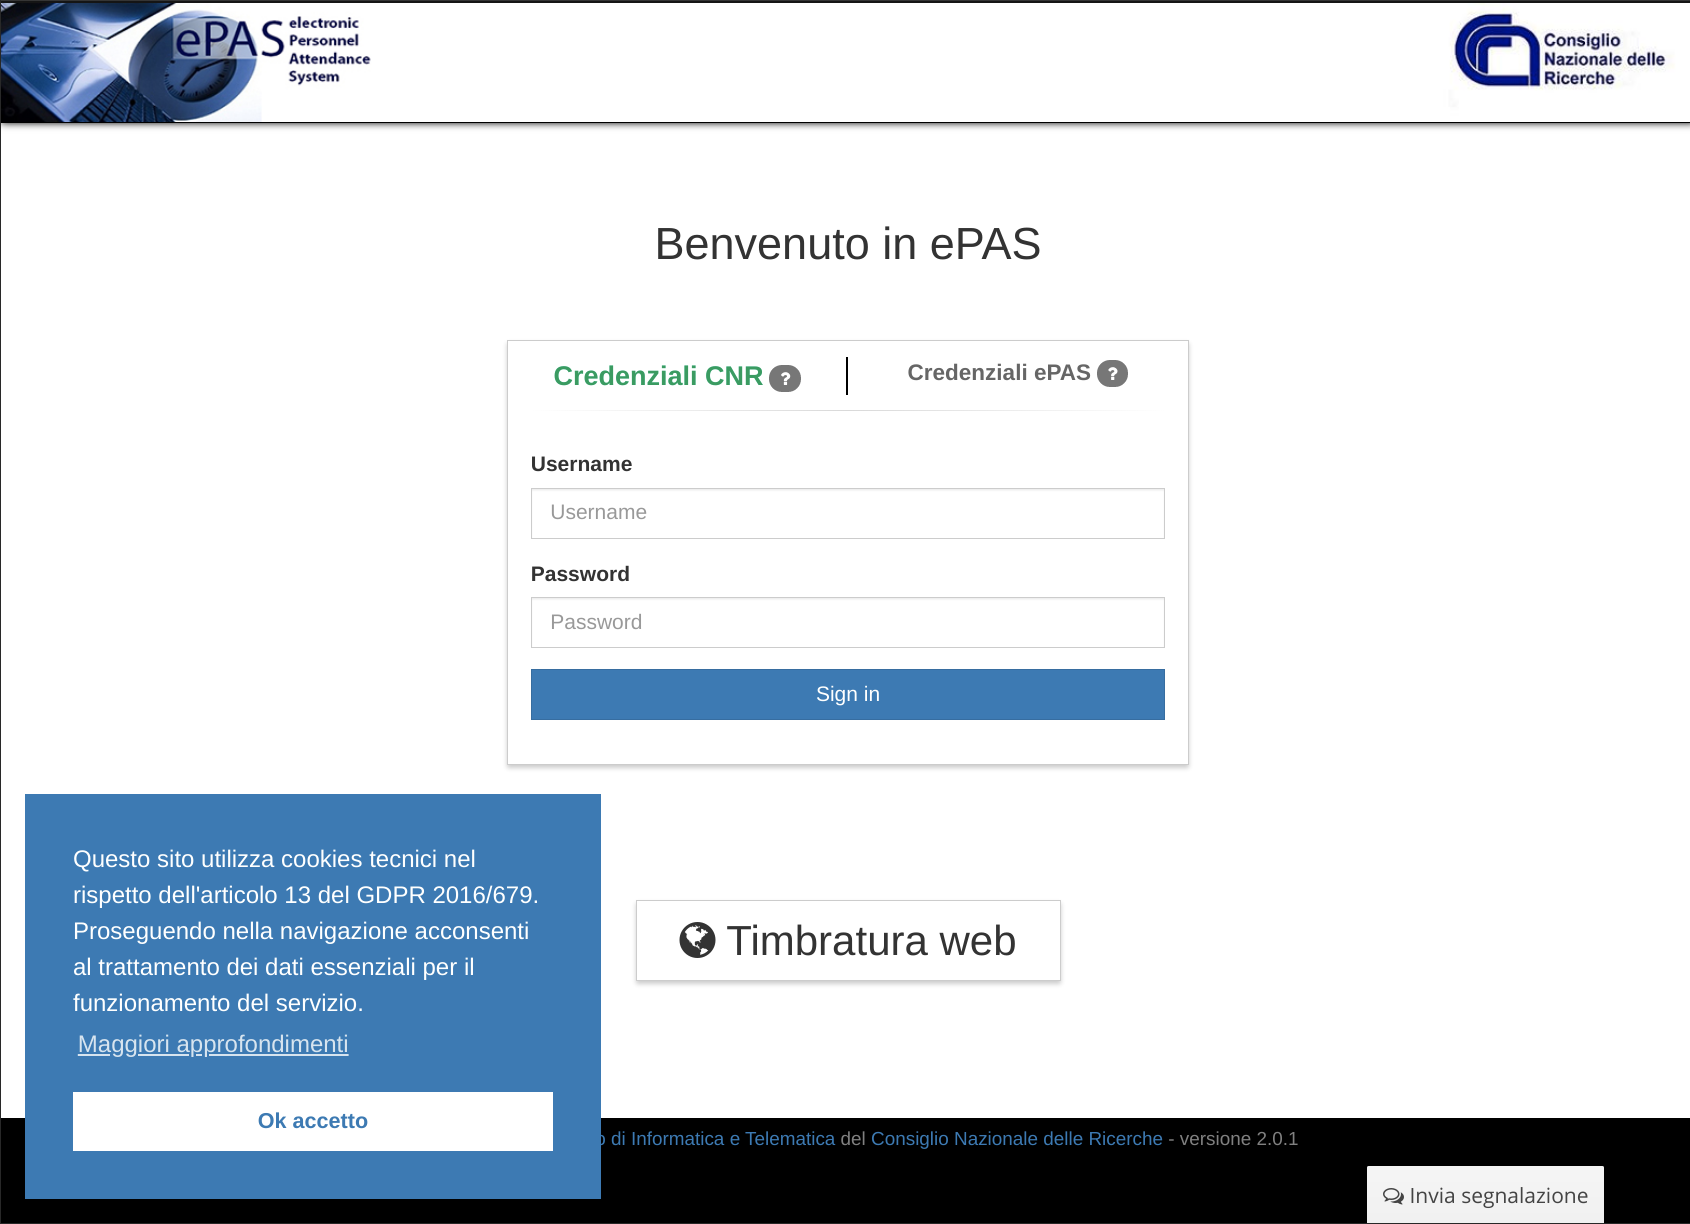 ePAS
electronic
Personnel
Attendance
System
Consiglio
Nazionale delle
Ricerche
Benvenuto in ePAS
Credenziali CNR ?
Credenziali ePAS ?
Username
Username
Password
Password
Sign in
Questo sito utilizza cookies tecnici nel
rispetto dell'articolo 13 del GDPR 2016/679.
Proseguendo nella navigazione acconsenti
al trattamento dei dati essenziali per il
funzionamento del servizio.
Maggiori approfondimenti
Ok accetto
Timbratura web
di Informatica e Telematica del Consiglio Nazionale delle Ricerche - versione 2.0.1
Invia segnalazione